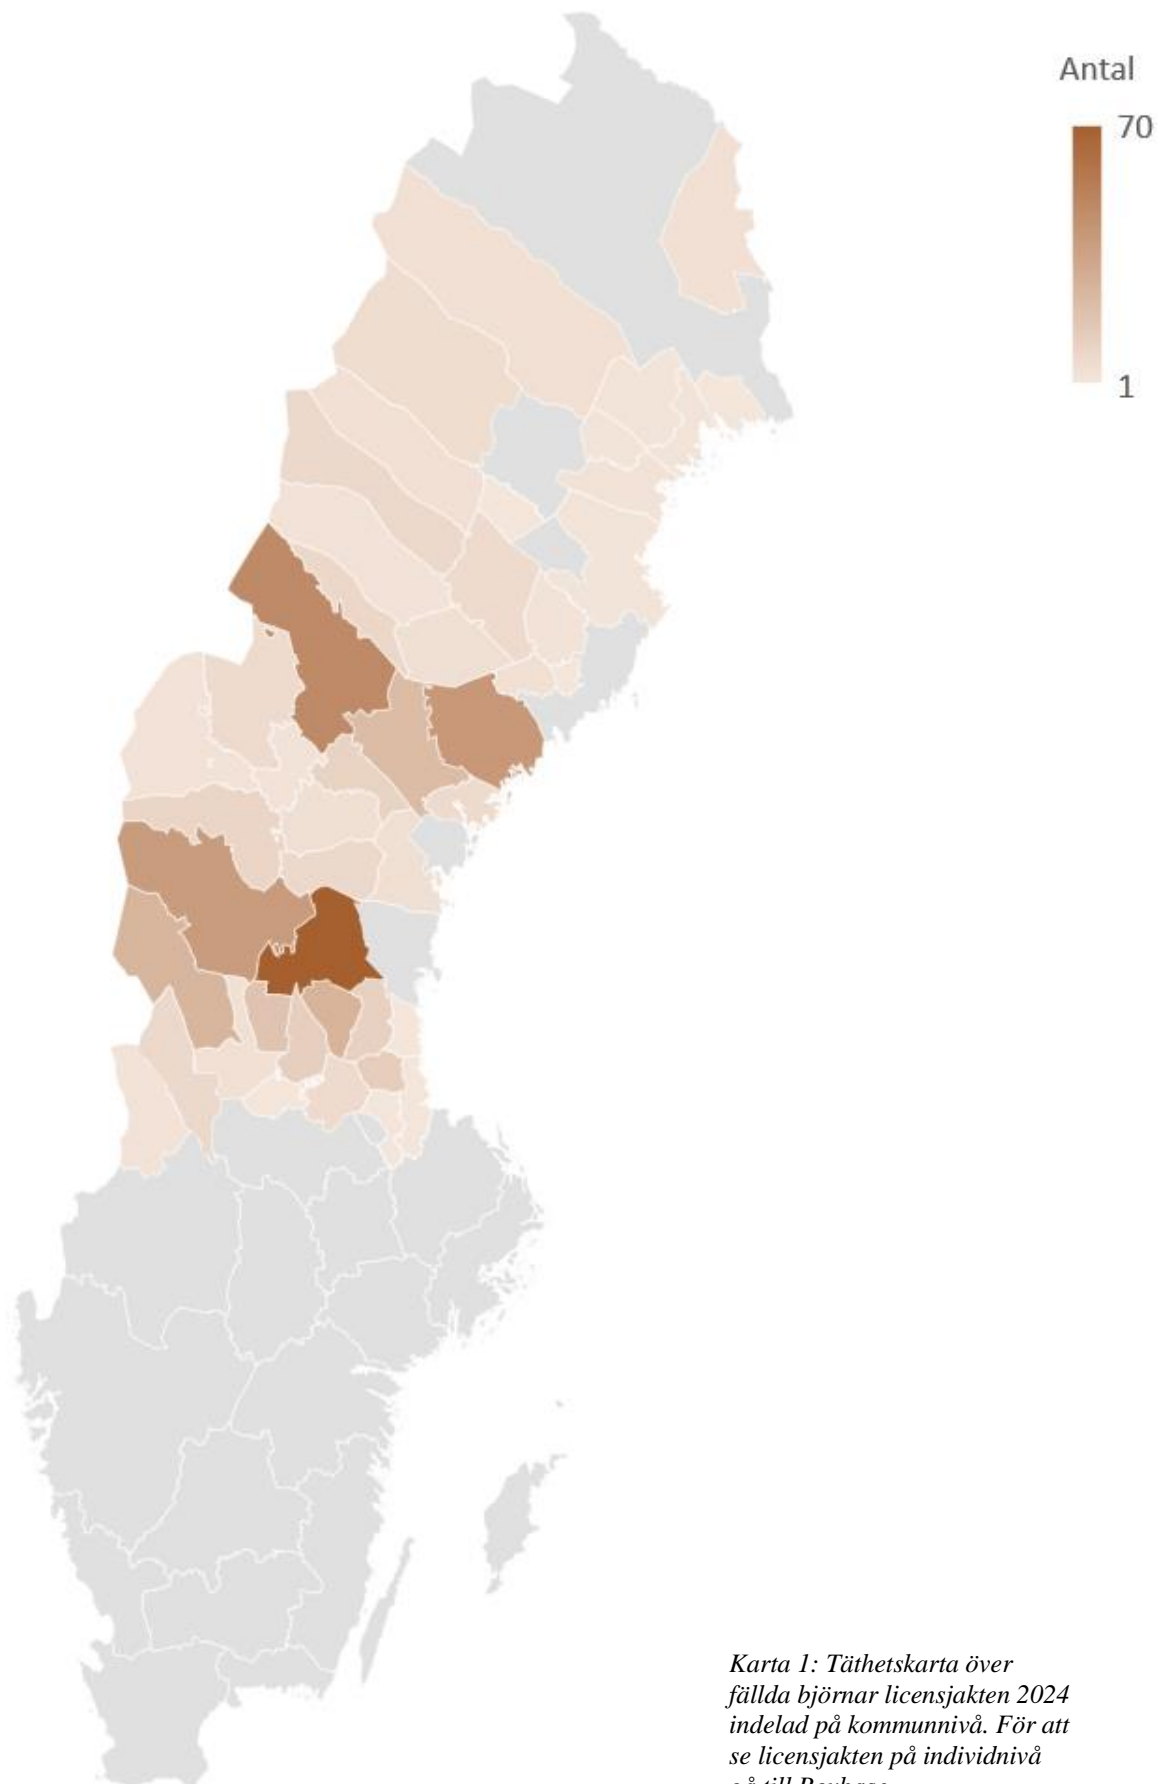 Antal
70
1
Karta 1: Täthetskarta över
fällda björnar licensjakten 2024
indelad på kommunnivå. För att
se licensjakten på individnivå